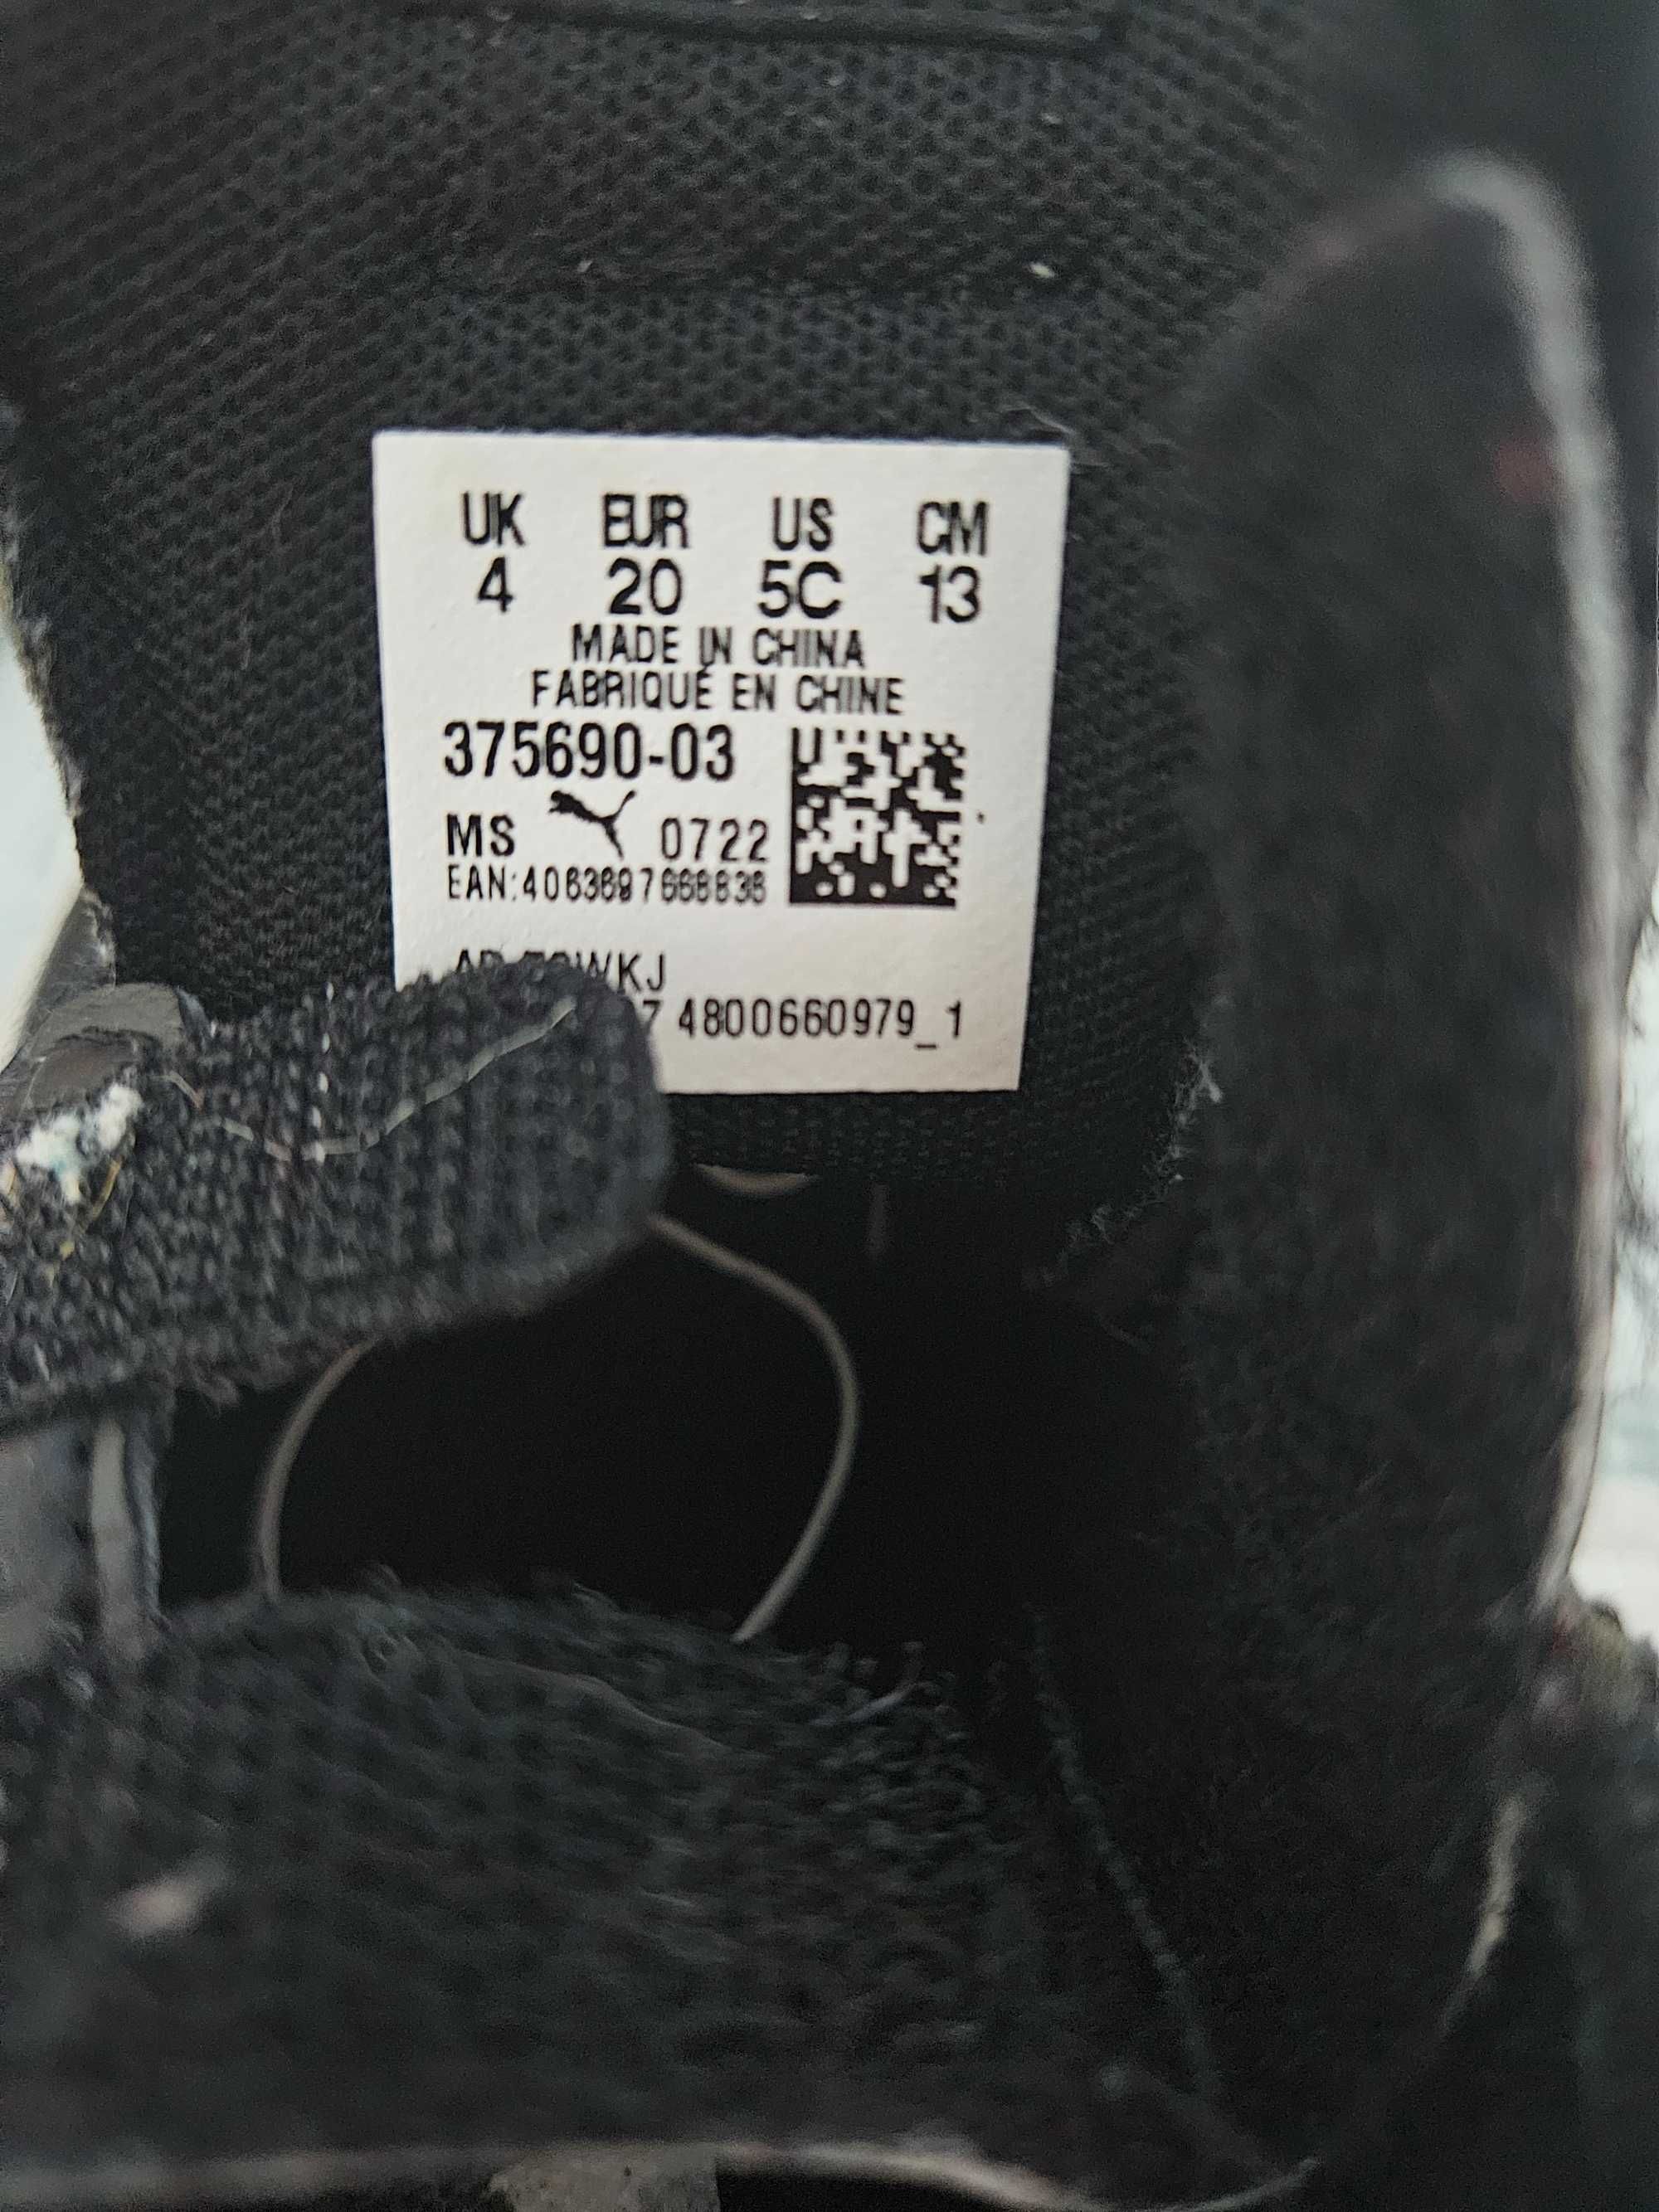 UK EUR US CM
4 20 5C 13
MADE IN CHINA
FABRIQUÉ EN CHINE
375690-03
MS 0722
EAN:
4800660979_1